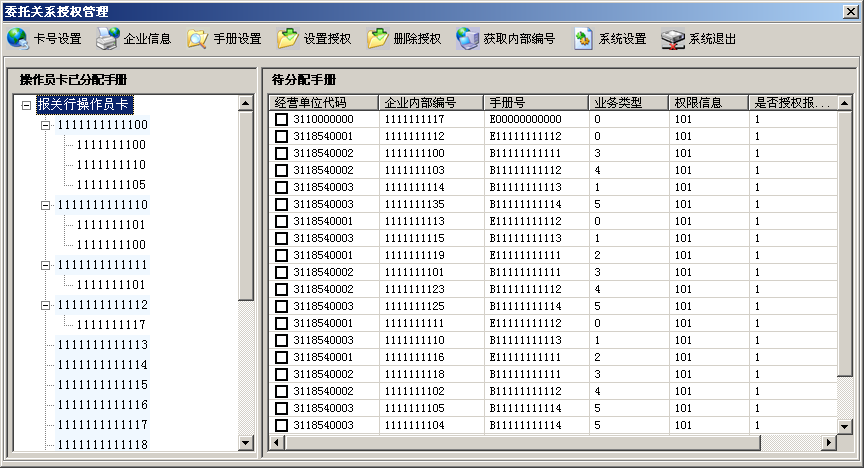 委托关系授权管理
卡号设置 企业信息 手册设置 设置授权 删除授权 获取内部编号 系统设置 系统退出
操作员卡已分配手册
报关行操作员卡
1111111111100
1111111100
1111111110
1111111105
1111111111110
1111111101
1111111100
1111111111111
1111111101
1111111111112
1111111117
1111111111113
1111111111114
1111111111115
1111111111116
1111111111117
1111111111118
待分配手册
经营单位代码 企业内部编号 手册号 业务类型 权限信息 是否授权报...
3110000000 1111111117 E00000000000 0 101 1
3118540001 1111111112 E11111111112 0 101 1
3118540002 1111111100 B11111111111 3 101 1
3118540002 1111111103 B11111111112 4 101 1
3118540003 1111111114 B11111111113 1 101 1
3118540003 1111111135 B11111111114 5 101 1
3118540001 1111111113 E11111111112 0 101 1
3118540003 1111111115 B11111111113 1 101 1
3118540001 1111111119 E11111111111 2 101 1
3118540002 1111111101 B11111111111 3 101 1
3118540002 1111111123 B11111111112 4 101 1
3118540003 1111111125 B11111111114 5 101 1
3118540001 1111111111 E11111111112 0 101 1
3118540003 1111111110 B11111111113 1 101 1
3118540001 1111111116 E11111111111 2 101 1
3118540002 1111111118 B11111111111 3 101 1
3118540002 1111111102 B11111111112 4 101 1
3118540003 1111111105 B11111111114 5 101 1
3118540003 1111111104 B11111111114 5 101 1